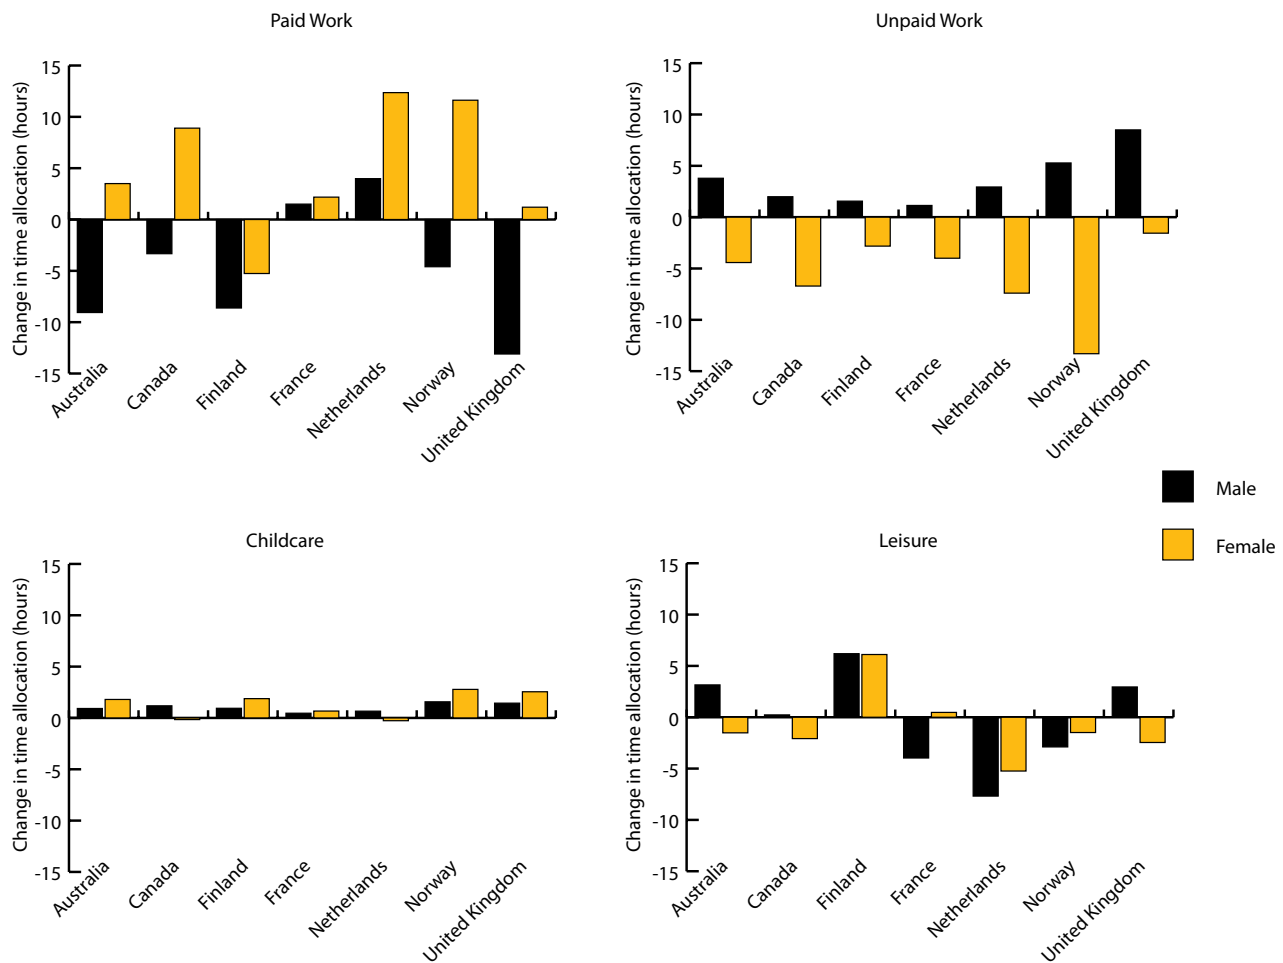 Paid Work
Change in time allocation (hours)
15
10
5
0
-5
-10
-15
Australia
Canada
Finland
France
Netherlands
Norway
United Kingdom
Unpaid Work
Change in time allocation (hours)
15
10
5
0
-5
-10
-15
Australia
Canada
Finland
France
Netherlands
Norway
United Kingdom
Male
Female
Childcare
Change in time allocation (hours)
15
10
5
0
-5
-10
-15
Australia
Canada
Finland
France
Netherlands
Norway
United Kingdom
Leisure
Change in time allocation (hours)
15
10
5
0
-5
-10
-15
Australia
Canada
Finland
France
Netherlands
Norway
United Kingdom